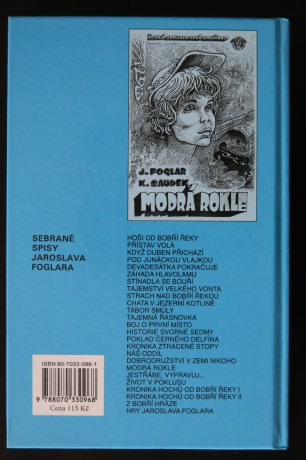 J. FOGLAR
K. SAUDEK
MODRÁ ROKLE
SEBRANÉ
SPISY
JAROSLAVA
FOGLARA
HOŠI OD BOBŘÍ ŘEKY
PŘÍSTAV VOLÁ
KDYŽ DUBEN PŘICHÁZÍ
POD JUNÁCKOU VLAJKOU
DEVADESÁTKA POKRAČUJE
ZÁHADA HLAVOLAMU
STÍNADLA SE BOUŘÍ
TAJEMSTVÍ VELKÉHO VONTA
STRACH NAD BOBŘÍ ŘEKOU
CHATA V JEZERNÍ KOTLINĚ
TÁBOR SMŮLY
TAJEMNÁ ŘÁSNOVKA
BOJ O PRVNÍ MÍSTO
HISTORIE SVORNÉ SEDMY
POKLAD ČERNÉHO DELFÍNA
KRONIKA ZTRACENÉ STOPY
NÁŠ ODDÍL
DOBRODRUŽSTVÍ V ZEMI NIKOHO
MODRÁ ROKLE
JESTŘÁBE, VYPRAVUJ...
ŽIVOT V POKLUSU
KRONIKA HOCHŮ OD BOBŘÍ ŘEKY I
KRONIKA HOCHŮ OD BOBŘÍ ŘEKY II
Z BOBŘÍ HRÁZE
HRY JAROSLAVA FOGLARA
ISBN 80-7033-096-1
9 788070 330968
Cena 115 Kč